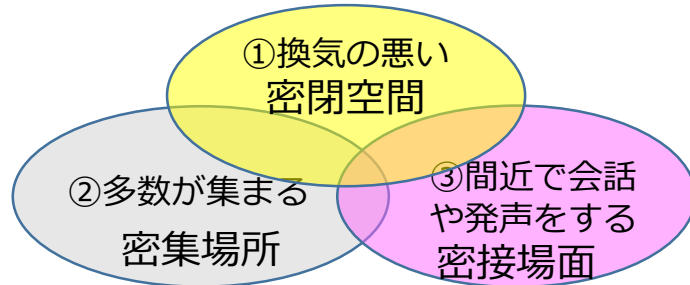 ①換気の悪い
密閉空間
②多数が集まる
密集場所
③間近で会話
や発声をする
密接場面